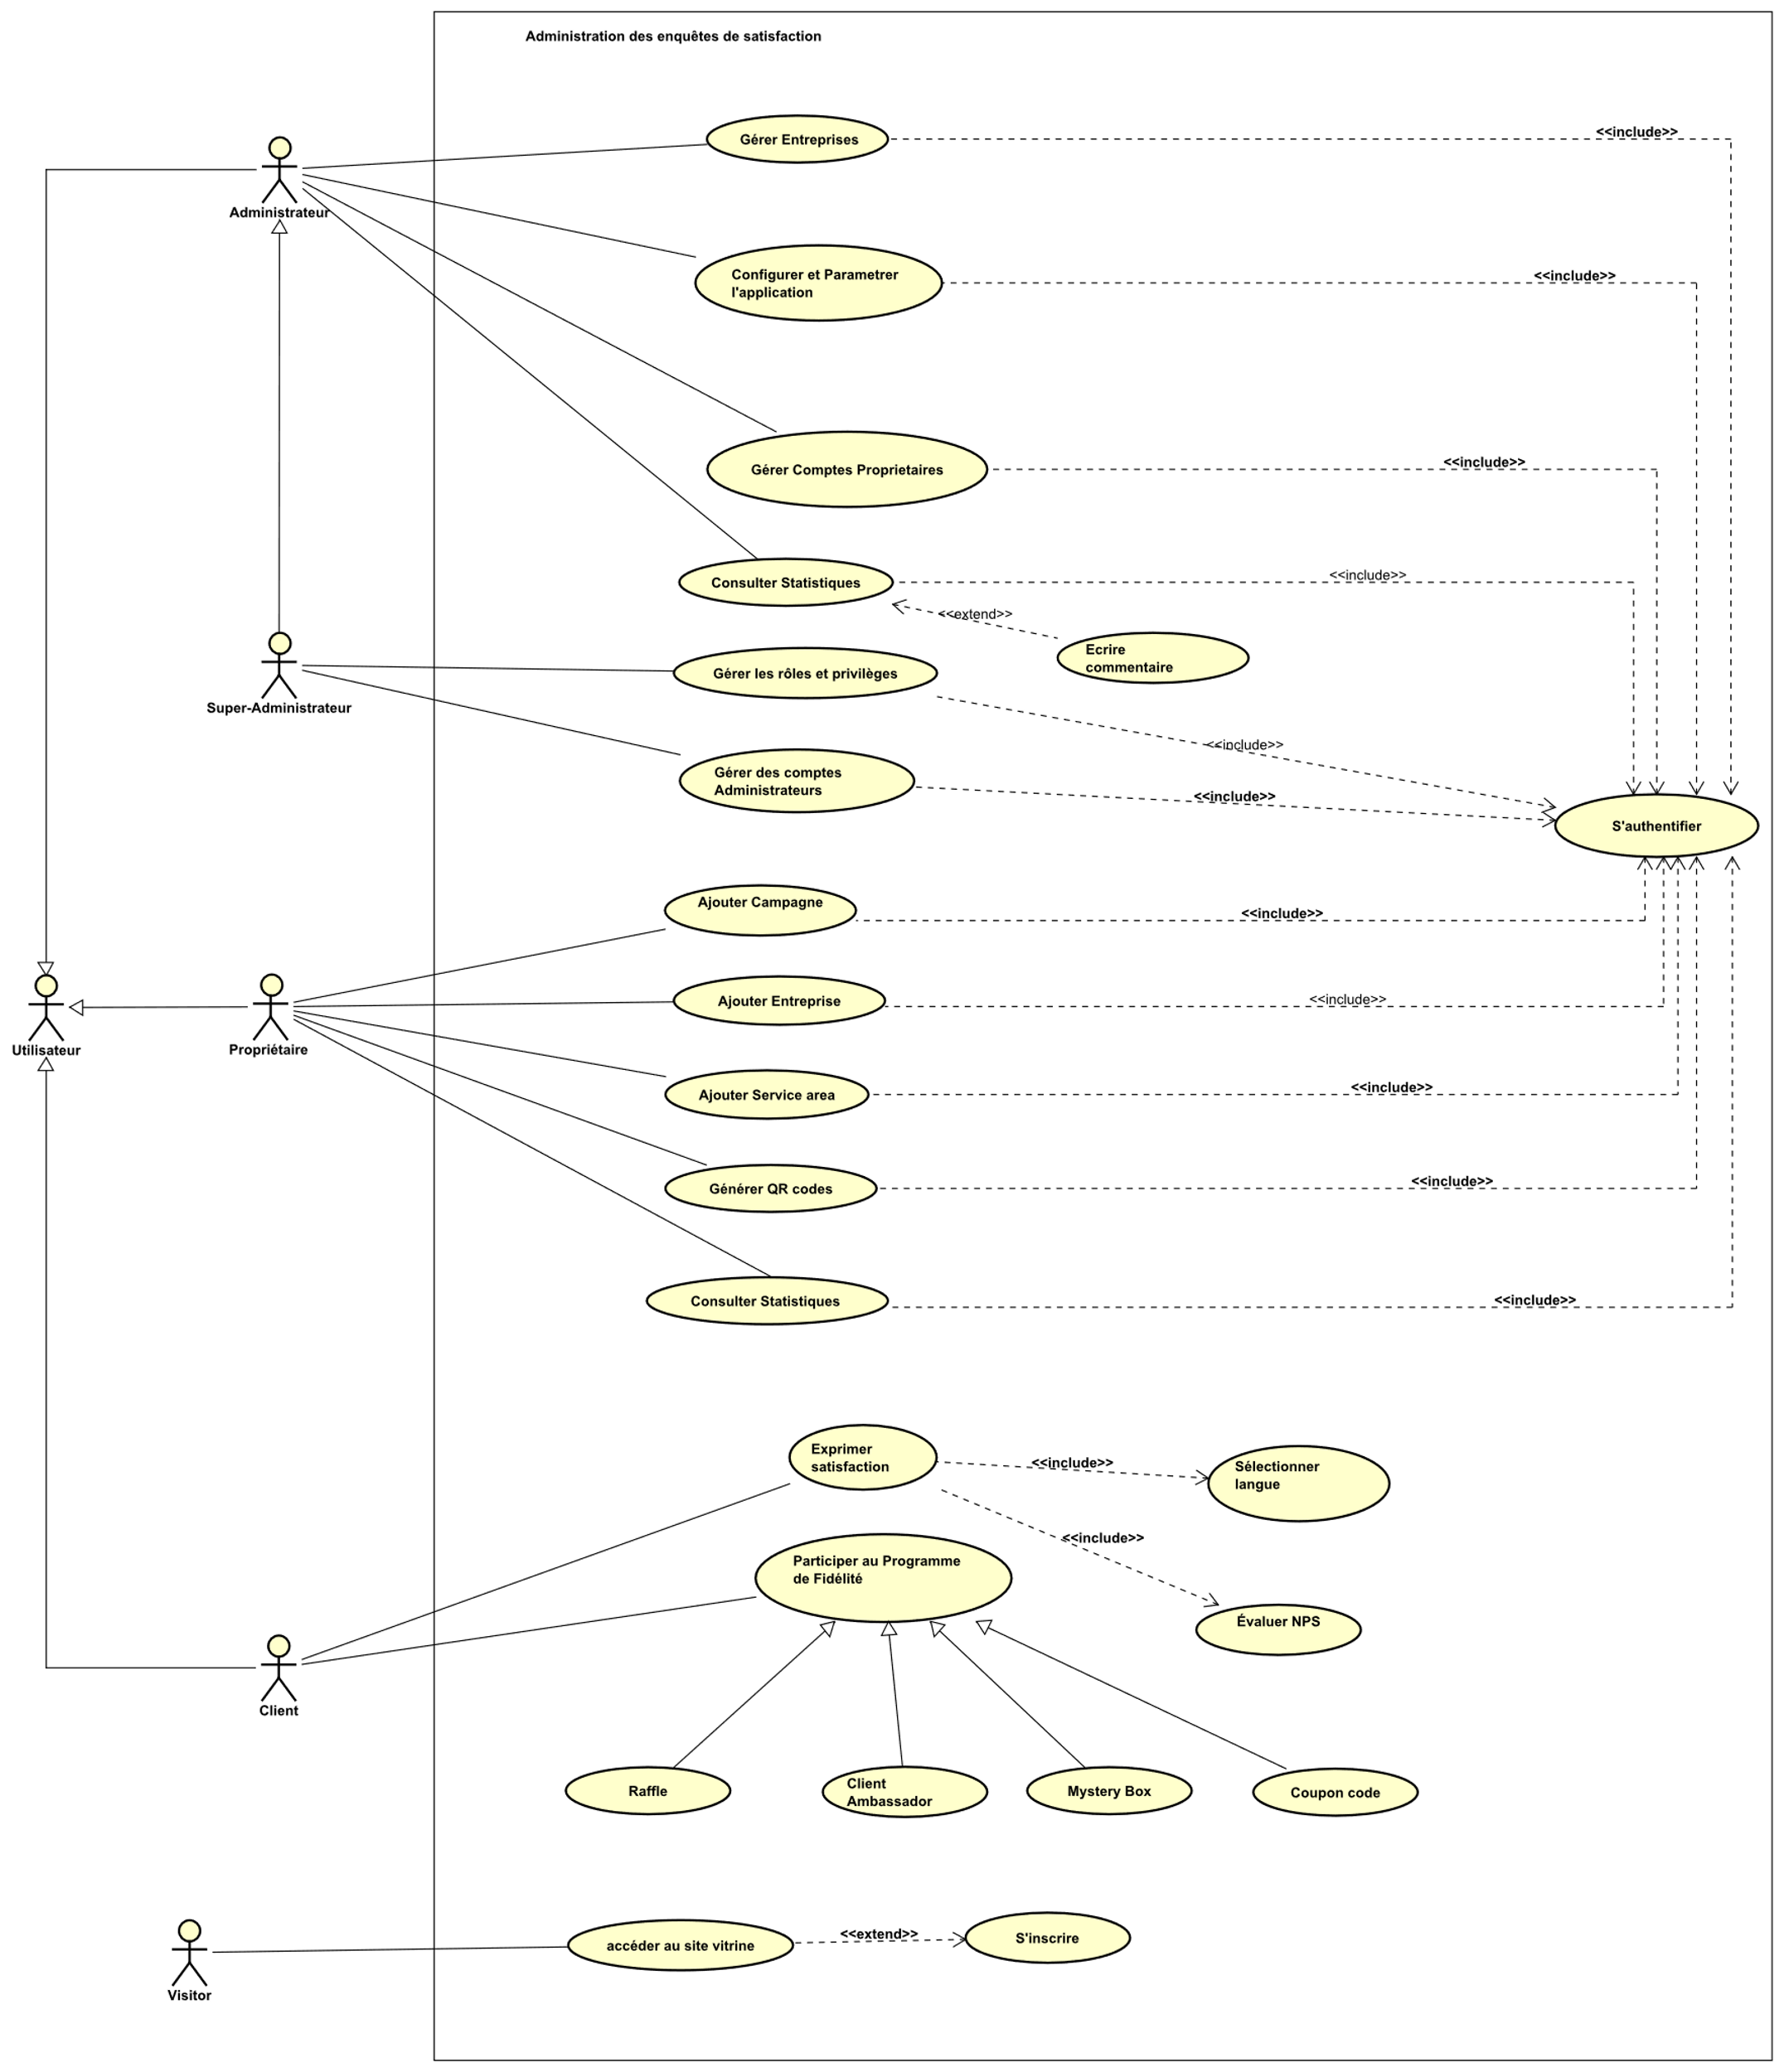 Administration des enquêtes de satisfaction
Gérer Entreprises
<<include>>
Administrateur
Configurer et Parametrer
l'application
<<include>>
Gérer Comptes Proprietaires
<<include>>
Consulter Statistiques
<<include>>
<<extend>>
Ecrire
commentaire
Gérer les rôles et privilèges
Super-Administrateur
<<include>>
Gérer des comptes
Administrateurs
<<include>>
S'authentifier
Ajouter Campagne
<<include>>
Ajouter Entreprise
<<include>>
Utilisateur
Propriétaire
Ajouter Service area
<<include>>
Générer QR codes
<<include>>
Consulter Statistiques
<<include>>
Exprimer
satisfaction
<<include>>
Sélectionner
langue
<<include>>
Participer au Programme
de Fidélité
Évaluer NPS
Client
Raffle
Client
Ambassador
Mystery Box
Coupon code
accéder au site vitrine
<<extend>>
S'inscrire
Visitor